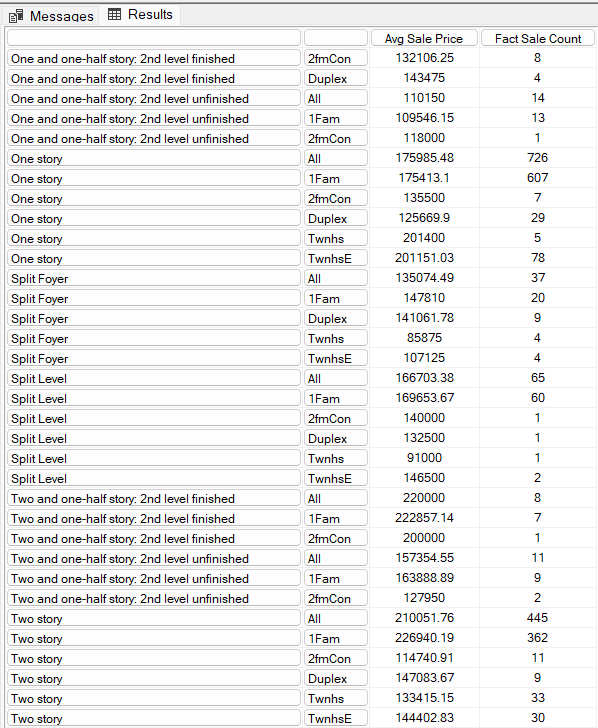 Messages Results
Avg Sale Price Fact Sale Count
One and one-half story: 2nd level finished 2fmCon 132106.25 8
One and one-half story: 2nd level finished Duplex 143475 4
One and one-half story: 2nd level unfinished All 110150 14
One and one-half story: 2nd level unfinished 1Fam 109546.15 13
One and one-half story: 2nd level unfinished 2fmCon 118000 1
One story All 175985.48 726
One story 1Fam 175413.1 607
One story 2fmCon 135500 7
One story Duplex 125669.9 29
One story Twnhs 201400 5
One story TwnhsE 201151.03 78
Split Foyer All 135074.49 37
Split Foyer 1Fam 147810 20
Split Foyer Duplex 141061.78 9
Split Foyer Twnhs 85875 4
Split Foyer TwnhsE 107125 4
Split Level All 166703.38 65
Split Level 1Fam 169653.67 60
Split Level 2fmCon 140000 1
Split Level Duplex 132500 1
Split Level Twnhs 91000 1
Split Level TwnhsE 146500 2
Two and one-half story: 2nd level finished All 220000 8
Two and one-half story: 2nd level finished 1Fam 222857.14 7
Two and one-half story: 2nd level finished 2fmCon 200000 1
Two and one-half story: 2nd level unfinished All 157354.55 11
Two and one-half story: 2nd level unfinished 1Fam 163888.89 9
Two and one-half story: 2nd level unfinished 2fmCon 127950 2
Two story All 210051.76 445
Two story 1Fam 226940.19 362
Two story 2fmCon 114740.91 11
Two story Duplex 147083.67 9
Two story Twnhs 133415.15 33
Two story TwnhsE 144402.83 30